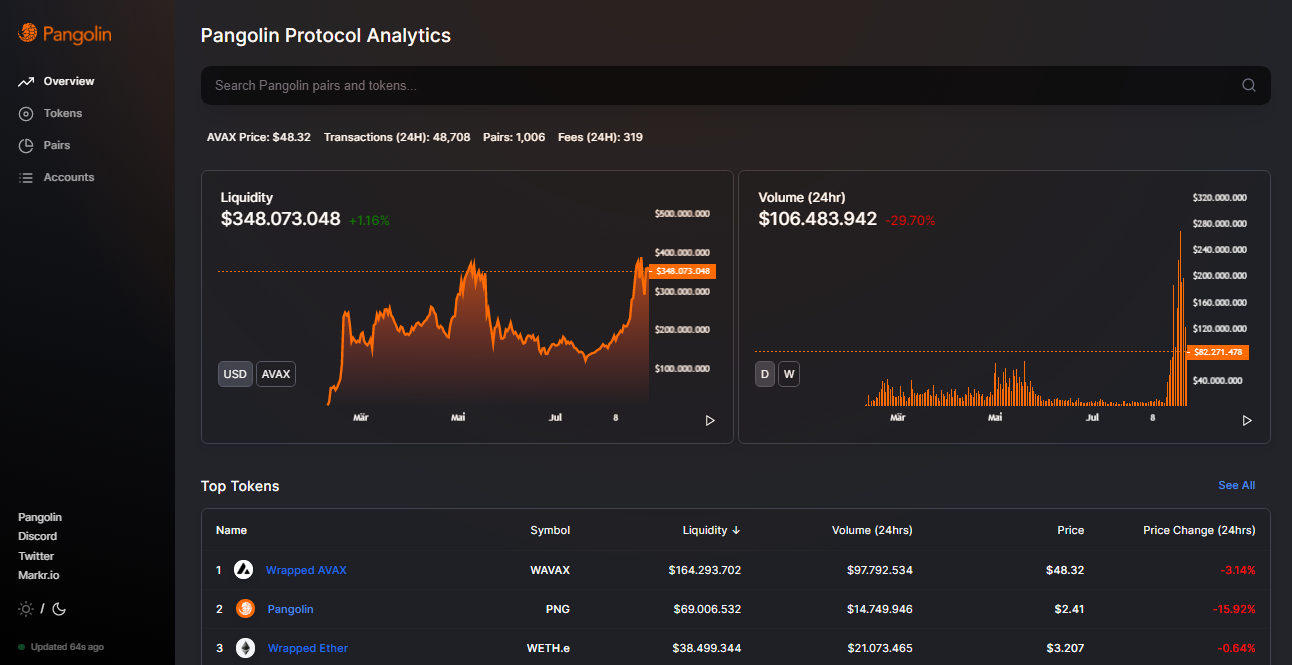 Pangolin
Overview
Tokens
Pairs
Accounts
Pangolin
Discord
Twitter
Markr.io
/
Updated 64s ago
Pangolin Protocol Analytics
Search Pangolin pairs and tokens...
AVAX Price: $48.32 Transactions (24H): 48,708 Pairs: 1,006 Fees (24H): 319
Liquidity
$348.073.048 +1.16%
$500.000.000
$400.000.000
$348.073.048
$300.000.000
$200.000.000
$100.000.000
USD AVAX
Mär Mai Jul 8
Volume (24hr)
$106.483.942 -29.70%
$320.000.000
$280.000.000
$240.000.000
$200.000.000
$160.000.000
$120.000.000
$82.271.478
$40.000.000
D W
Mär Mai Jul 8
Top Tokens See All
Name Symbol Liquidity ↓ Volume (24hrs) Price Price Change (24hrs)
1 Wrapped AVAX WAVAX $164.293.702 $97.792.534 $48.32 -3.14%
2 Pangolin PNG $69.006.532 $14.749.946 $2.41 -15.92%
3 Wrapped Ether WETH.e $38.499.344 $21.073.465 $3.207 -0.64%